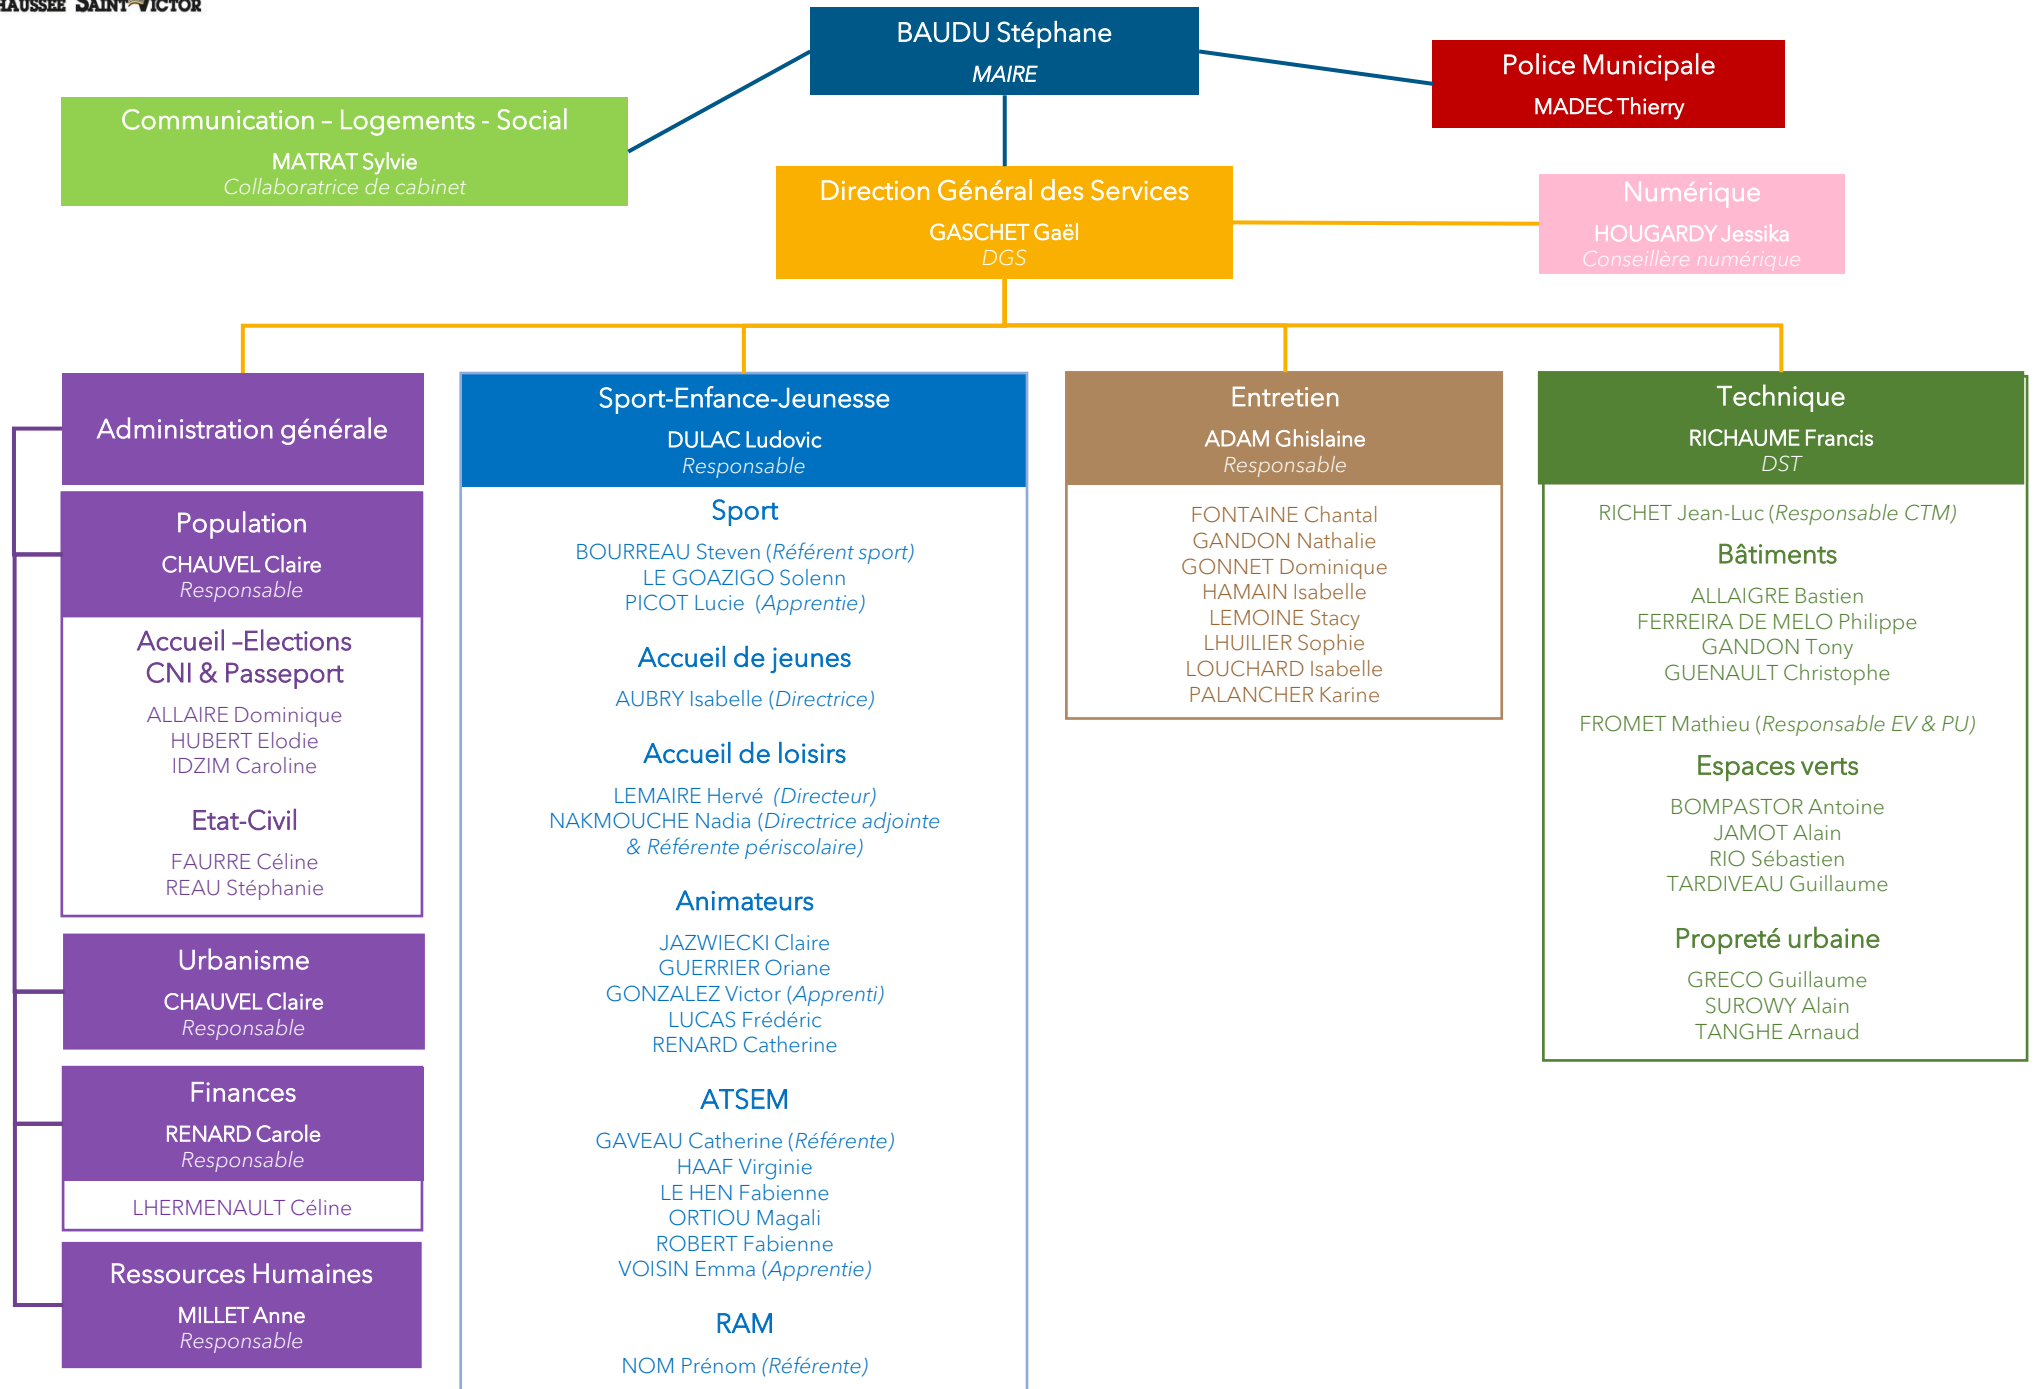 CHAUSSÉE SAINT-VICTOR
BAUDU Stéphane
MAIRE
Police Municipale
MADEC Thierry
Communication – Logements - Social
MATRAT Sylvie
Collaboratrice de cabinet
Direction Général des Services
GASCHET Gaël
DGS
Numérique
HOUGARDY Jessika
Conseillère numérique
Administration générale
Population
CHAUVEL Claire
Responsable
Accueil –Elections
CNI & Passeport
ALLAIRE Dominique
HUBERT Elodie
IDZIM Caroline
Etat-Civil
FAURRE Céline
REAU Stéphanie
Urbanisme
CHAUVEL Claire
Responsable
Finances
RENARD Carole
Responsable
LHERMENAULT Céline
Ressources Humaines
MILLET Anne
Responsable
Sport-Enfance-Jeunesse
DULAC Ludovic
Responsable
Sport
BOURREAU Steven (Référent sport)
LE GOAZIGO Solenn
PICOT Lucie (Apprentie)
Accueil de jeunes
AUBRY Isabelle (Directrice)
Accueil de loisirs
LEMAIRE Hervé (Directeur)
NAKMOUCHE Nadia (Directrice adjointe
& Référente périscolaire)
Animateurs
JAZWIECKI Claire
GUERRIER Oriane
GONZALEZ Victor (Apprenti)
LUCAS Frédéric
RENARD Catherine
ATSEM
GAVEAU Catherine (Référente)
HAAF Virginie
LE HEN Fabienne
ORTIOU Magali
ROBERT Fabienne
VOISIN Emma (Apprentie)
RAM
NOM Prénom (Référente)
Entretien
ADAM Ghislaine
Responsable
FONTAINE Chantal
GANDON Nathalie
GONNET Dominique
HAMAIN Isabelle
LEMOINE Stacy
LHUILIER Sophie
LOUCHARD Isabelle
PALANCHER Karine
Technique
RICHAUME Francis
DST
RICHET Jean-Luc (Responsable CTM)
Bâtiments
ALLAIGRE Bastien
FERREIRA DE MELO Philippe
GANDON Tony
GUENAULT Christophe
FROMET Mathieu (Responsable EV & PU)
Espaces verts
BOMPASTOR Antoine
JAMOT Alain
RIO Sébastien
TARDIVEAU Guillaume
Propreté urbaine
GRECO Guillaume
SUROWY Alain
TANGHE Arnaud